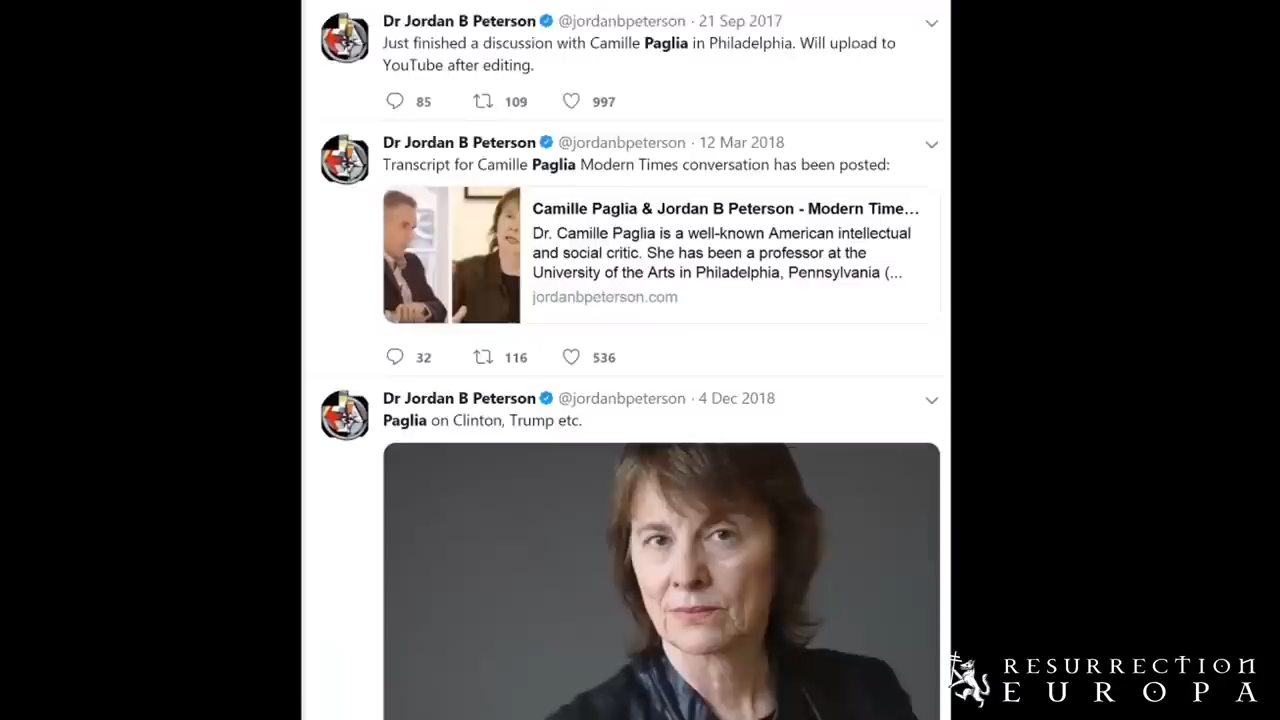 Dr Jordan B Peterson @jordanbpeterson · 21 Sep 2017
Just finished a discussion with Camille Paglia in Philadelphia. Will upload to
YouTube after editing.
85 109 997
Dr Jordan B Peterson @jordanbpeterson · 12 Mar 2018
Transcript for Camille Paglia Modern Times conversation has been posted:
Camille Paglia & Jordan B Peterson - Modern Time…
Dr. Camille Paglia is a well-known American intellectual
and social critic. She has been a professor at the
University of the Arts in Philadelphia, Pennsylvania (...
jordanbpeterson.com
32 116 536
Dr Jordan B Peterson @jordanbpeterson · 4 Dec 2018
Paglia on Clinton, Trump etc.
RESURRECTION
EUROPA